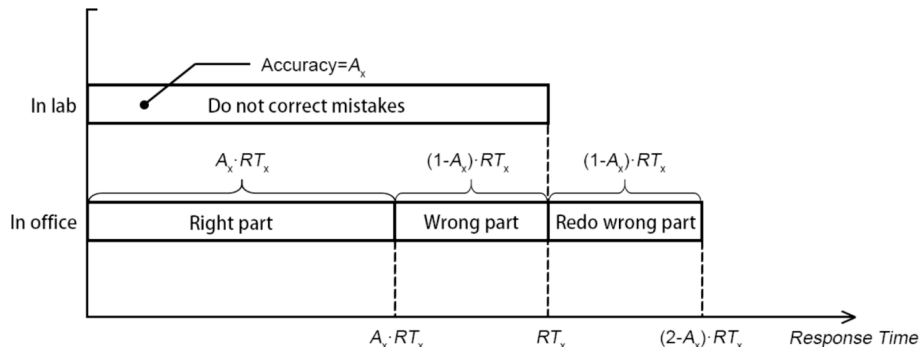 Accuracy=Aₓ
In lab
Do not correct mistakes
Aₓ·RTₓ
(1-Aₓ)·RTₓ
(1-Aₓ)·RTₓ
In office
Right part
Wrong part
Redo wrong part
Aₓ·RTₓ
RTₓ
(2-Aₓ)·RTₓ
Response Time